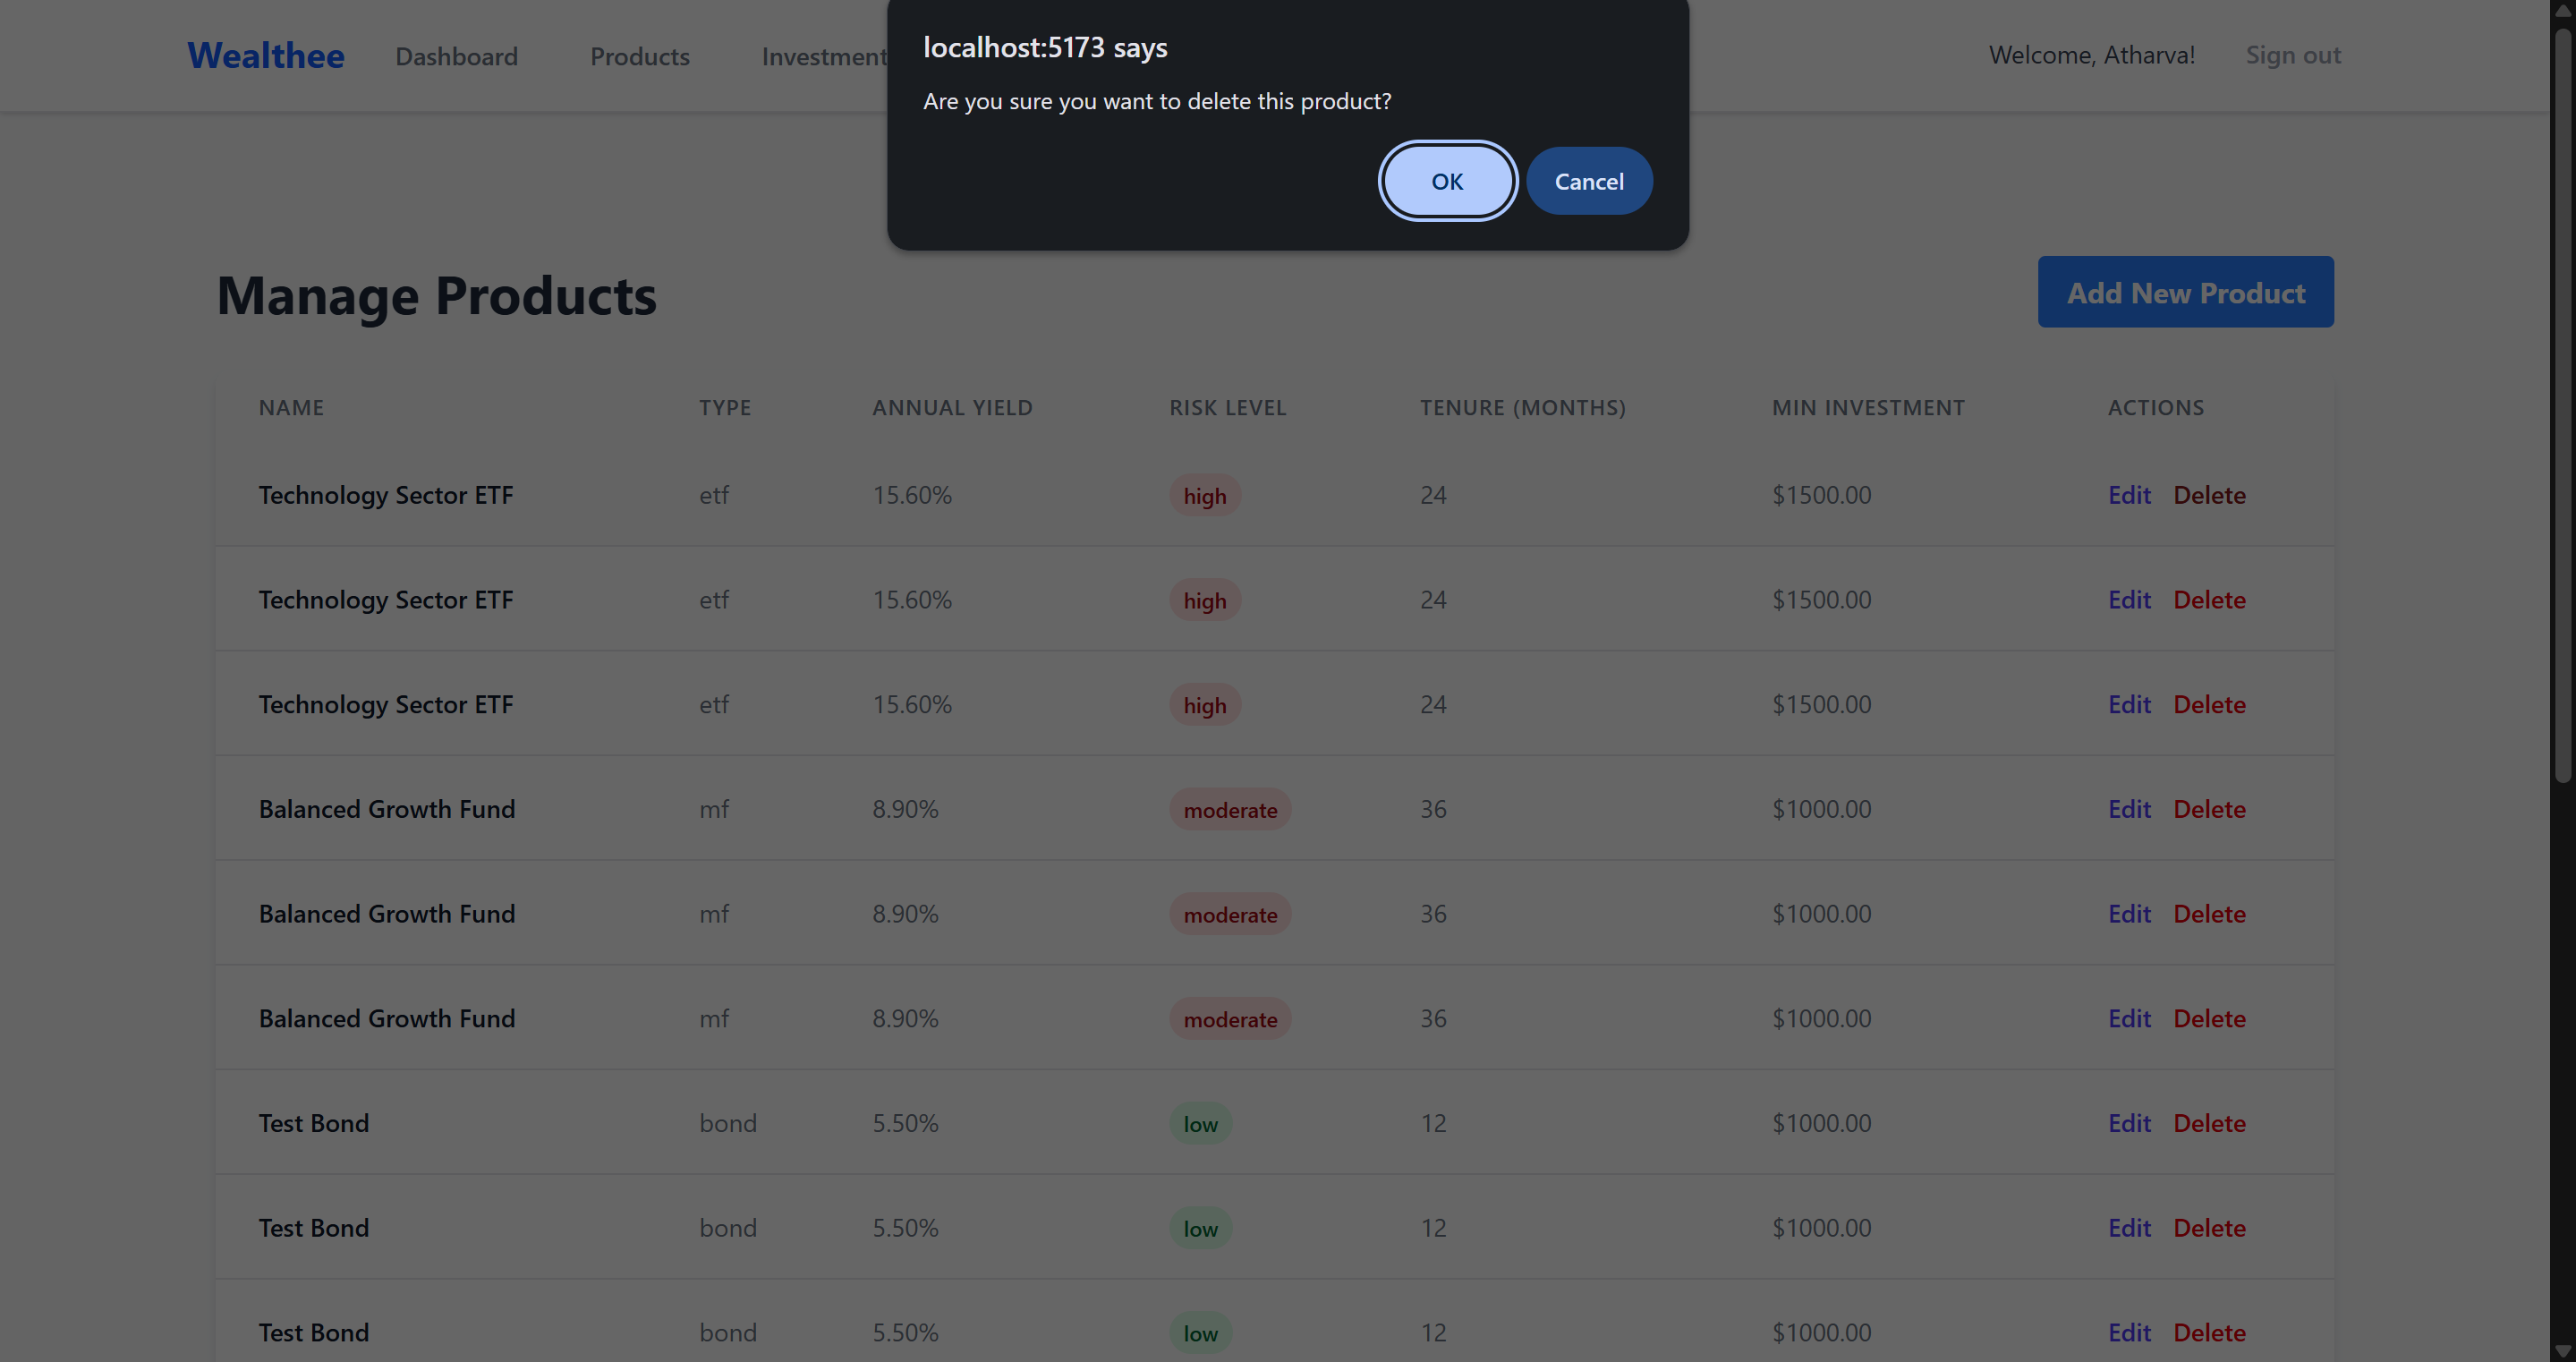 Wealthee Dashboard Products Investment Welcome, Atharva! Sign out
localhost:5173 says
Are you sure you want to delete this product?
OK Cancel
Manage Products Add New Product
NAME TYPE ANNUAL YIELD RISK LEVEL TENURE (MONTHS) MIN INVESTMENT ACTIONS
Technology Sector ETF etf 15.60% high 24 $1500.00 Edit Delete
Technology Sector ETF etf 15.60% high 24 $1500.00 Edit Delete
Technology Sector ETF etf 15.60% high 24 $1500.00 Edit Delete
Balanced Growth Fund mf 8.90% moderate 36 $1000.00 Edit Delete
Balanced Growth Fund mf 8.90% moderate 36 $1000.00 Edit Delete
Balanced Growth Fund mf 8.90% moderate 36 $1000.00 Edit Delete
Test Bond bond 5.50% low 12 $1000.00 Edit Delete
Test Bond bond 5.50% low 12 $1000.00 Edit Delete
Test Bond bond 5.50% low 12 $1000.00 Edit Delete